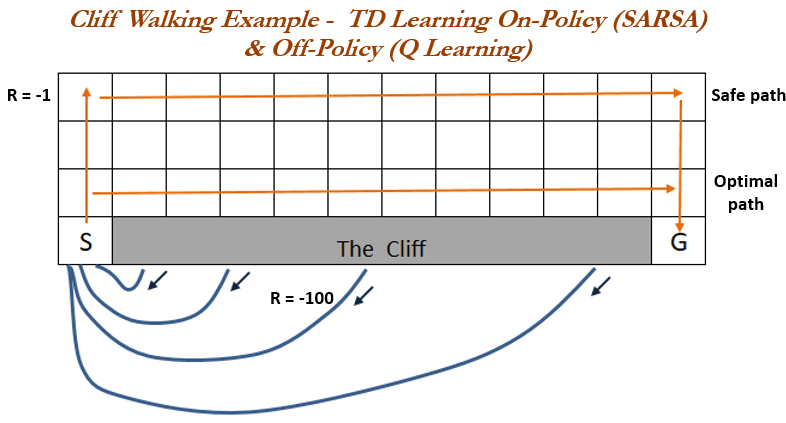 Cliff Walking Example - TD Learning On-Policy (SARSA)
& Off-Policy (Q Learning)
R = -1
Safe path
Optimal
path
S
The Cliff
G
R = -100